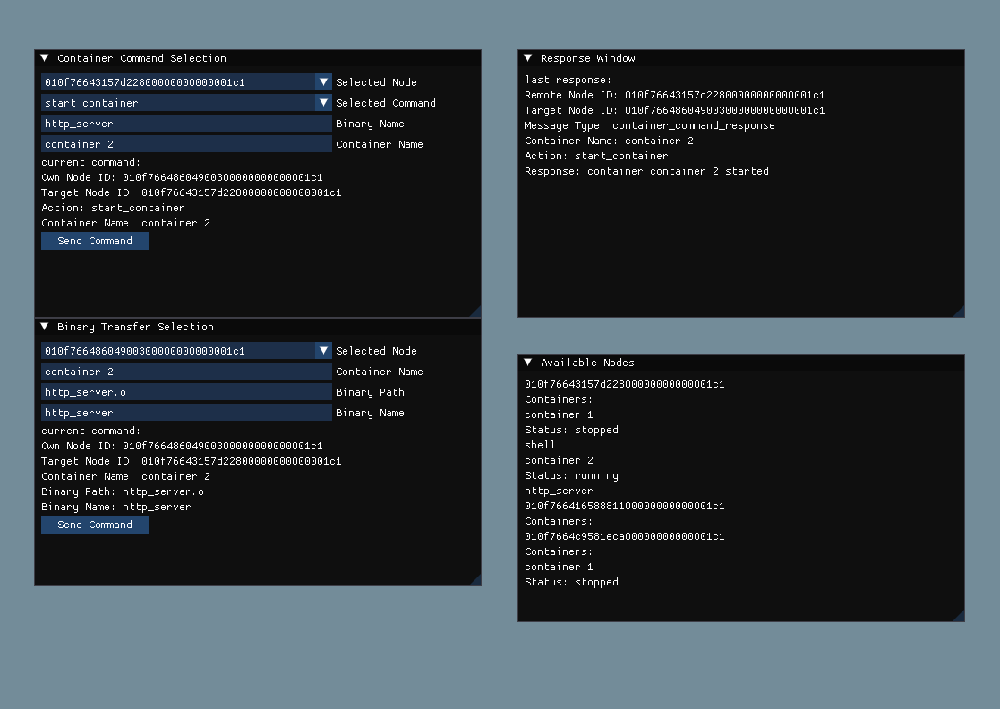 Container Command Selection
010f76643157d22800000000000001c1 Selected Node
start_container Selected Command
http_server Binary Name
container 2 Container Name
current command:
Own Node ID: 010f7664860490030000000000000001c1
Target Node ID: 010f76643157d22800000000000001c1
Action: start_container
Container Name: container 2
Send Command
Binary Transfer Selection
010f7664860490030000000000000001c1 Selected Node
container 2 Container Name
http_server.o Binary Path
http_server Binary Name
current command:
Own Node ID: 010f7664860490030000000000000001c1
Target Node ID: 010f76643157d22800000000000001c1
Container Name: container 2
Binary Path: http_server.o
Binary Name: http_server
Send Command
Response Window
last response:
Remote Node ID: 010f76643157d22800000000000001c1
Target Node ID: 010f7664860490030000000000000001c1
Message Type: container_command_response
Container Name: container 2
Action: start_container
Response: container container 2 started
Available Nodes
010f76643157d22800000000000001c1
Containers:
container 1
Status: stopped
shell
container 2
Status: running
http_server
010f7664165888110000000000000001c1
Containers:
010f7664c9581eca00000000000001c1
Containers:
container 1
Status: stopped